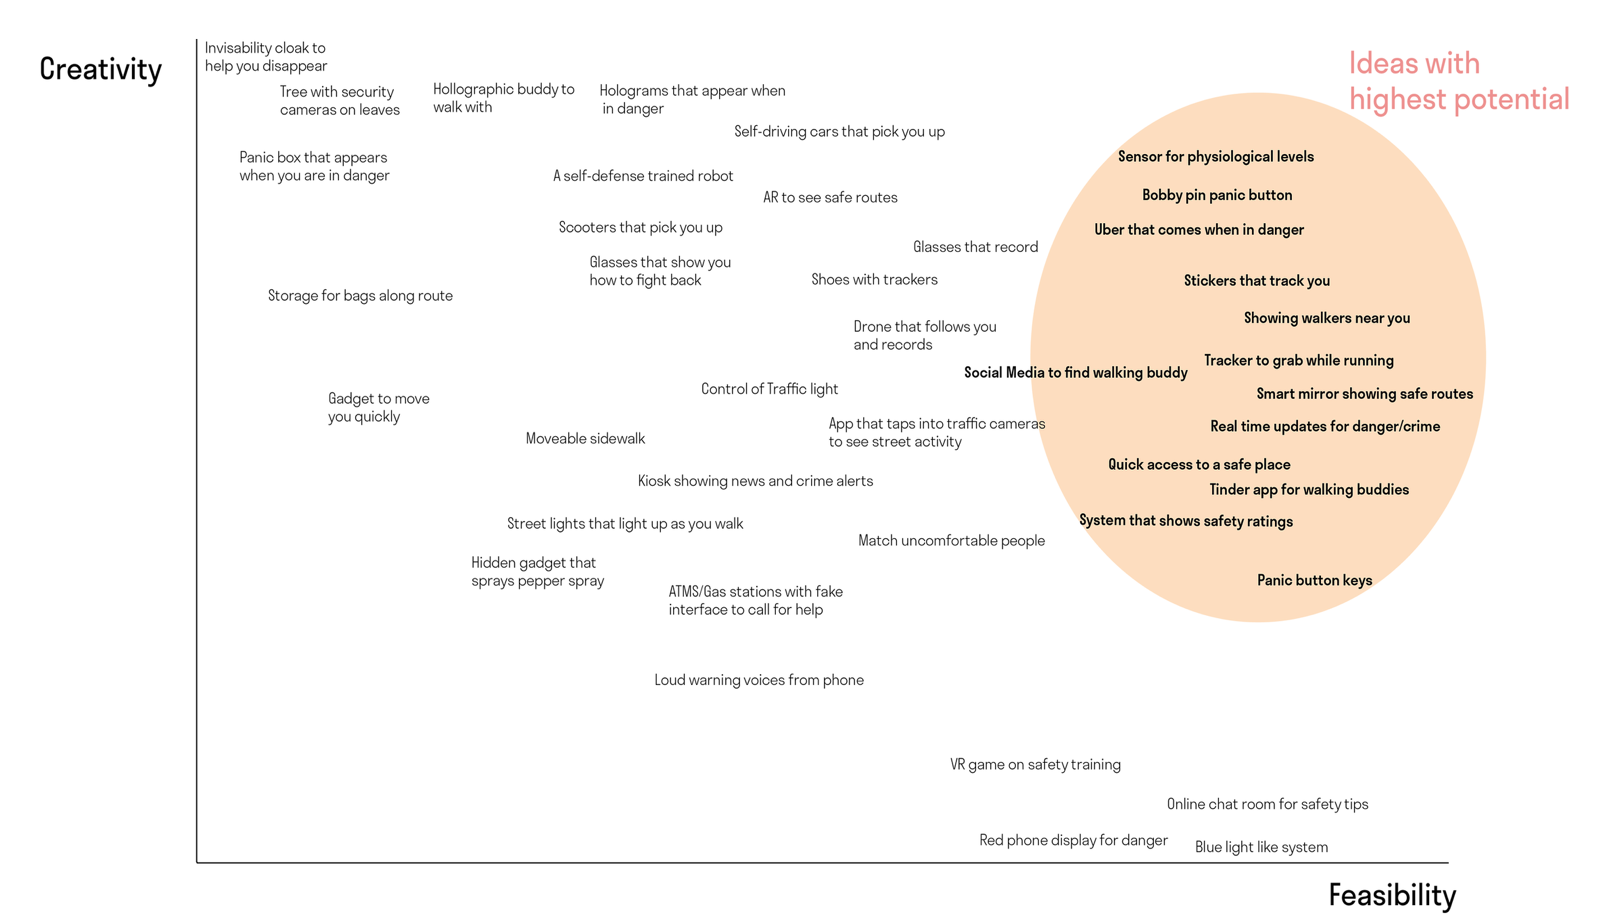 Creativity
Invisability cloak to
help you disappear
Ideas with
highest potential
Tree with security
cameras on leaves
Hollographic buddy to
walk with
Holograms that appear when
in danger
Self-driving cars that pick you up
Panic box that appears
when you are in danger
Sensor for physiological levels
A self-defense trained robot
AR to see safe routes
Bobby pin panic button
Scooters that pick you up
Uber that comes when in danger
Glasses that record
Glasses that show you
how to fight back
Shoes with trackers
Stickers that track you
Storage for bags along route
Showing walkers near you
Drone that follows you
and records
Tracker to grab while running
Social Media to find walking buddy
Control of Traffic light
Smart mirror showing safe routes
Gadget to move
you quickly
App that taps into traffic cameras
to see street activity
Real time updates for danger/crime
Moveable sidewalk
Quick access to a safe place
Kiosk showing news and crime alerts
Tinder app for walking buddies
Street lights that light up as you walk
System that shows safety ratings
Match uncomfortable people
Hidden gadget that
sprays pepper spray
Panic button keys
ATMS/Gas stations with fake
interface to call for help
Loud warning voices from phone
VR game on safety training
Online chat room for safety tips
Red phone display for danger
Blue light like system
Feasibility